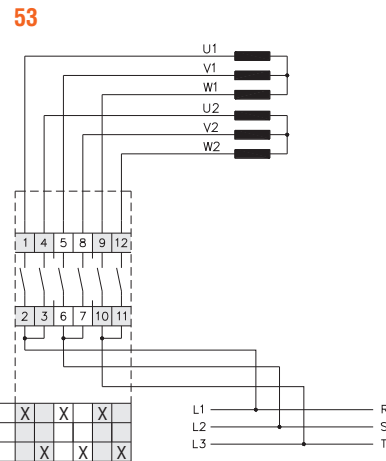 53
U1
V1
W1
U2
V2
W2
1 4 5 8 9 12
2 3 6 7 10 11
X X X
L1 R
L2 S
L3 T
X X X